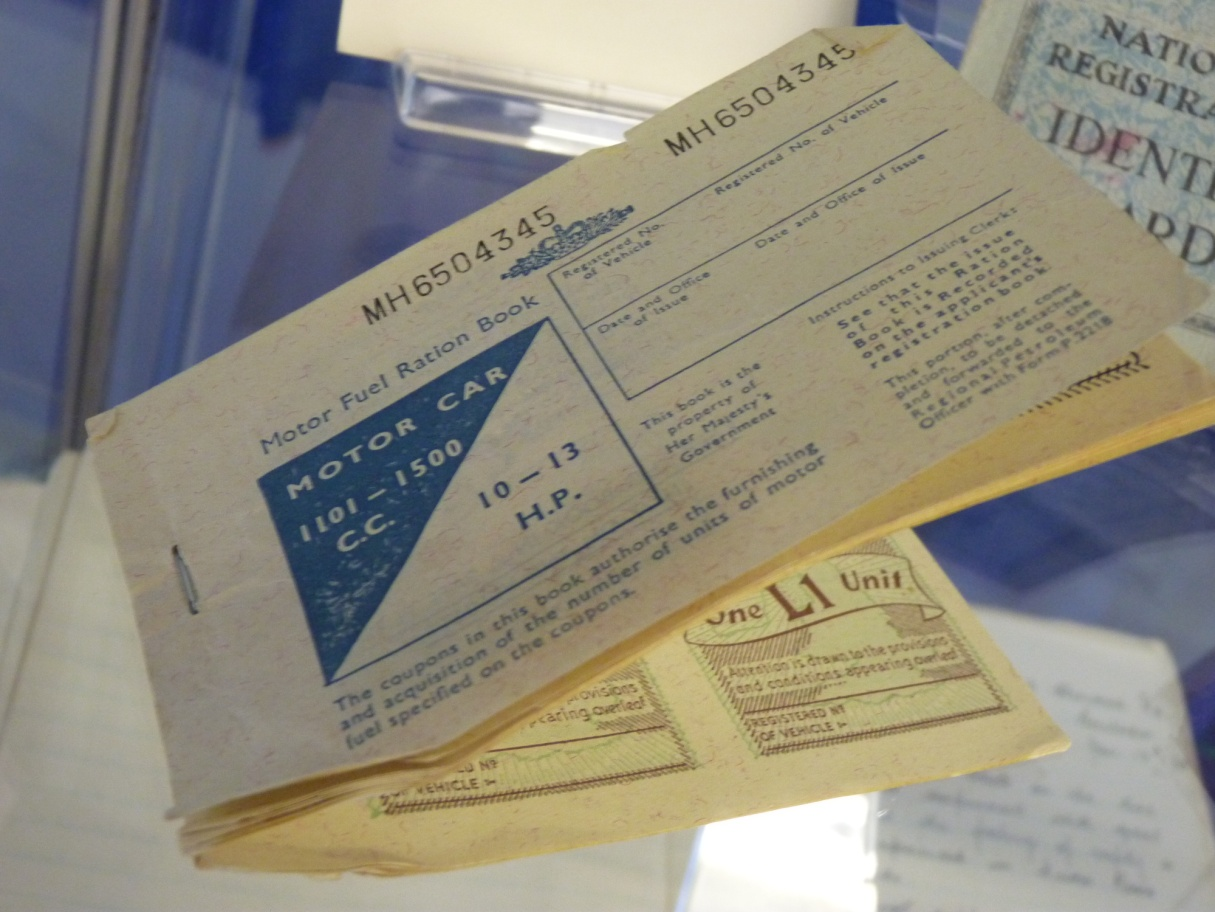 MH6504345
MH6504345
Motor Fuel Ration Book
MOTOR CAR
1101 – 1500
C.C.
10 – 13
H.P.
Registered No.
of Vehicle
Date and Office
of Issue
This book is the
property of
Her Majesty's
Government
The coupons in this book authorise the furnishing
and acquisition of the number of units of motor
fuel specified on the coupons.
Registered No. of Vehicle
Date and Office of Issue
Instructions to Issuing Clerks
See that the issue
of this Ration
Book is Recorded
on the applicant's
registration book.
This portion, after com-
pletion, to be detached
and forwarded to the
Regional Petroleum
Officer with Form P.2218
One L1 Unit
Attention is drawn to the provisions
and conditions appearing overleaf
REGISTERED Nº
OF VEHICLE
provisions
appearing overleaf
Nº
OF VEHICLE
NATIO
REGISTRA
IDENTI
ARD